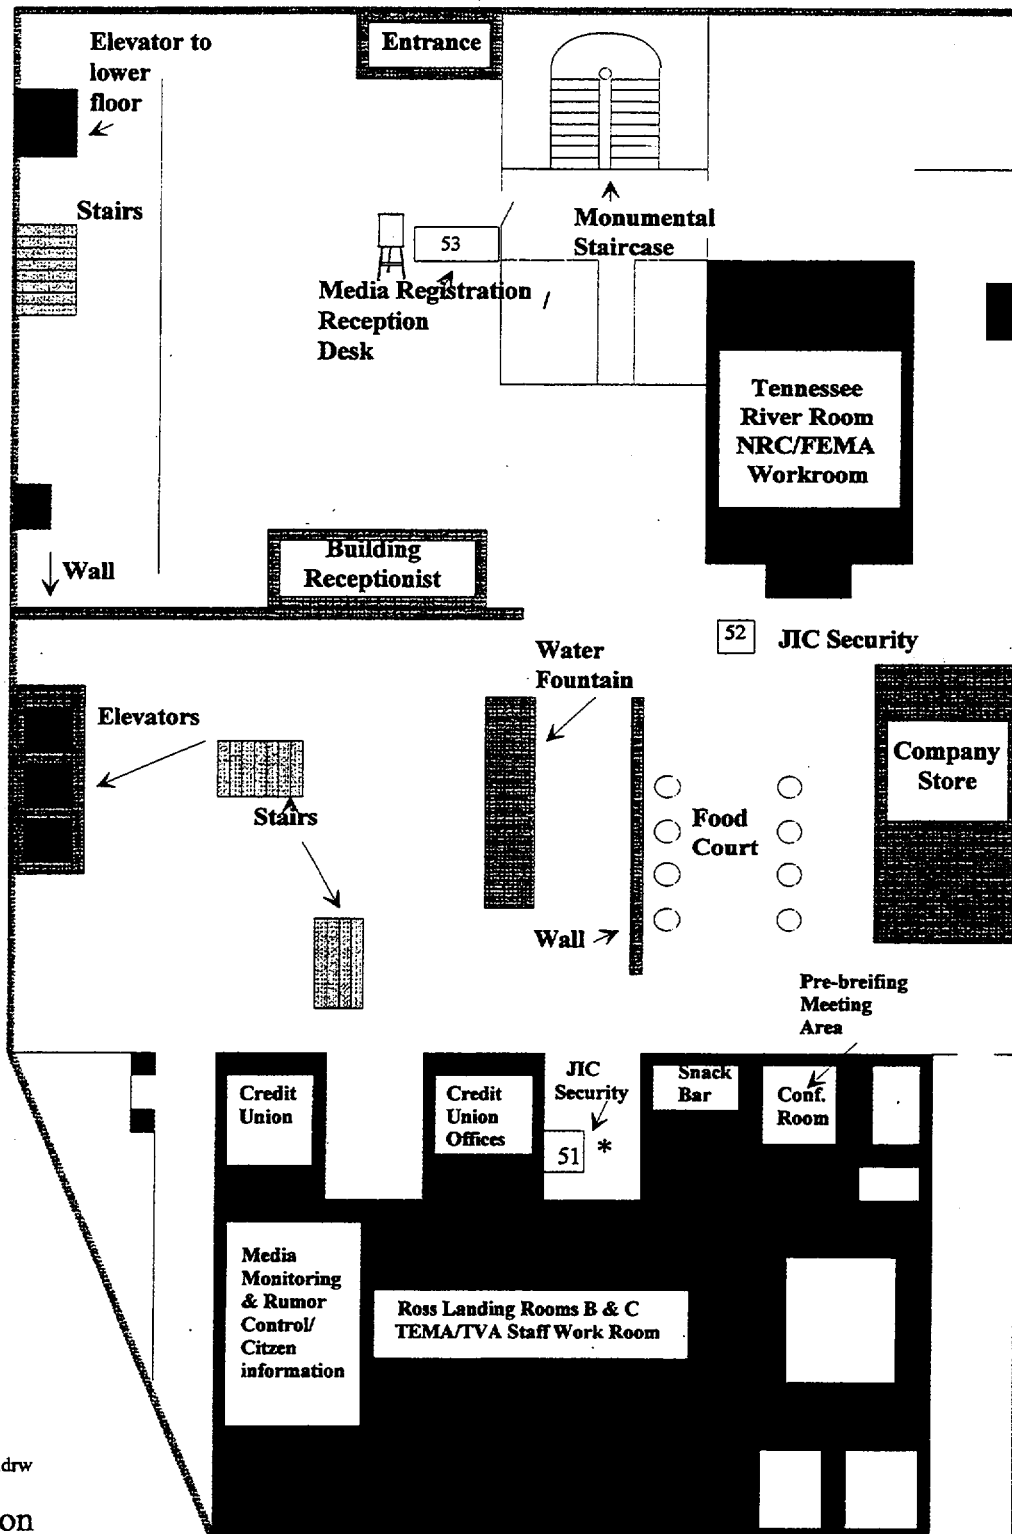 Elevator to
lower
floor
Entrance
Stairs
53
Monumental
Staircase
Media Registration
Reception
Desk
Tennessee
River Room
NRC/FEMA
Workroom
Building
Receptionist
Wall
52
JIC Security
Water
Fountain
Elevators
Company
Store
Stairs
Food
Court
Wall
Pre-breifing
Meeting
Area
Credit
Union
Credit
Union
Offices
JIC
Security
51 *
Snack
Bar
Conf.
Room
Media
Monitoring
& Rumor
Control/
Citzen
information
Ross Landing Rooms B & C
TEMA/TVA Staff Work Room
.drw
on